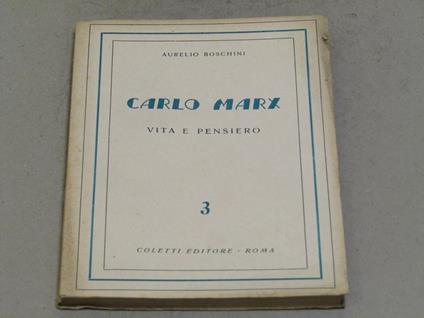 AURELIO BOSCHINI
CARLO MARX
VITA E PENSIERO
3
COLETTI EDITORE - ROMA